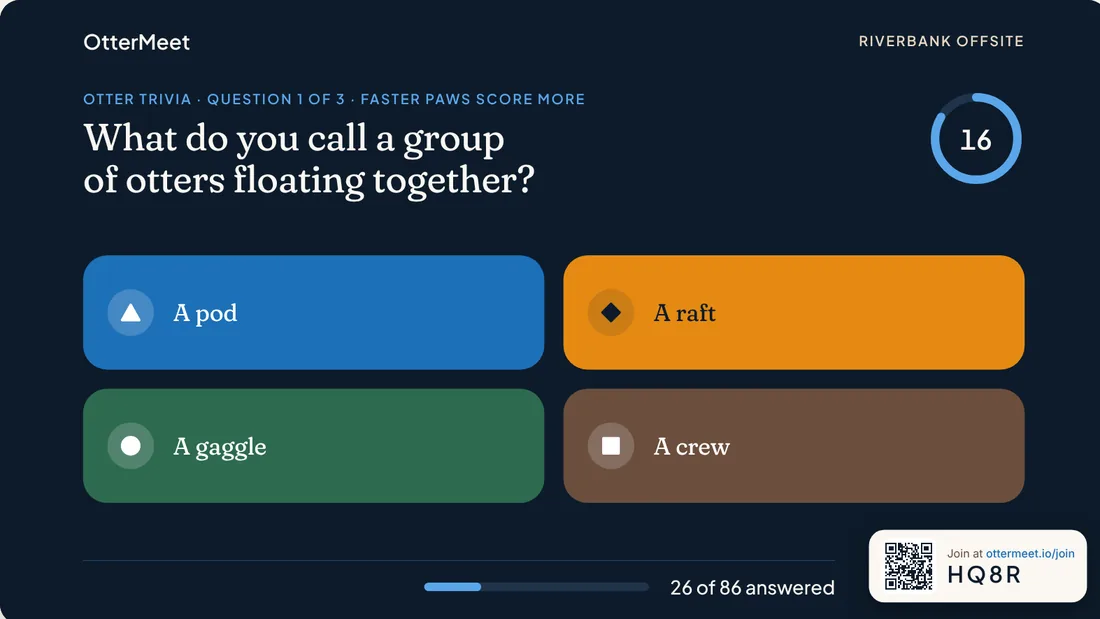 OtterMeet
RIVERBANK OFFSITE
OTTER TRIVIA · QUESTION 1 OF 3 · FASTER PAWS SCORE MORE
What do you call a group
of otters floating together?
16
A pod
A raft
A gaggle
A crew
26 of 86 answered
Join at ottermeet.io/join
HQ8R